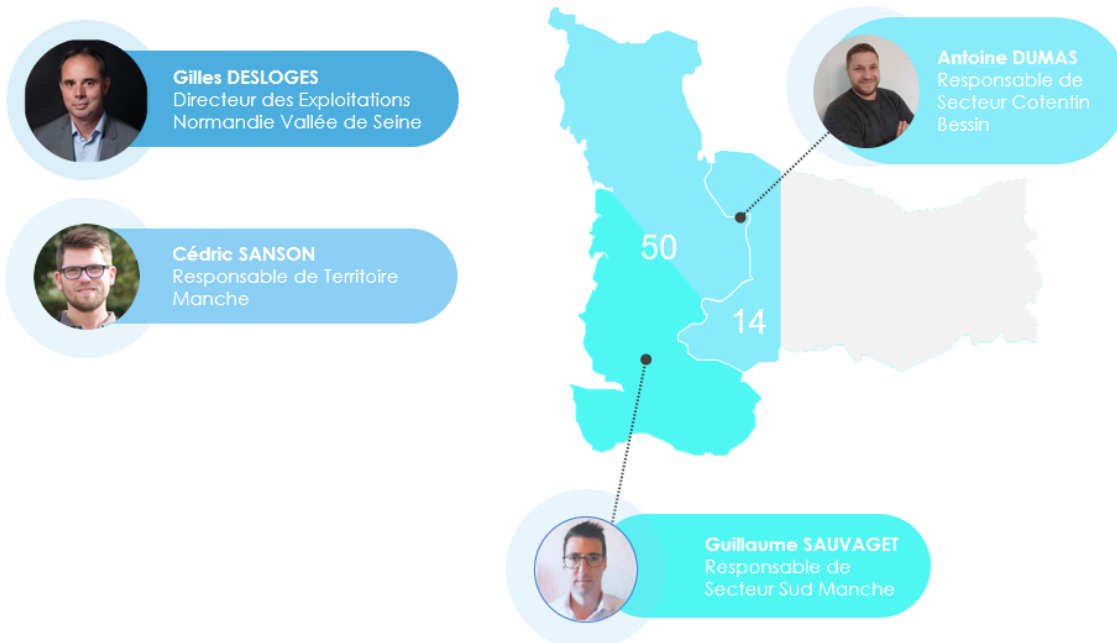 Gilles DESLOGES
Directeur des Exploitations
Normandie Vallée de Seine
Antoine DUMAS
Responsable de
Secteur Cotentin
Bessin
Cédric SANSON
Responsable de Territoire
Manche
50
14
Guillaume SAUVAGET
Responsable de
Secteur Sud Manche